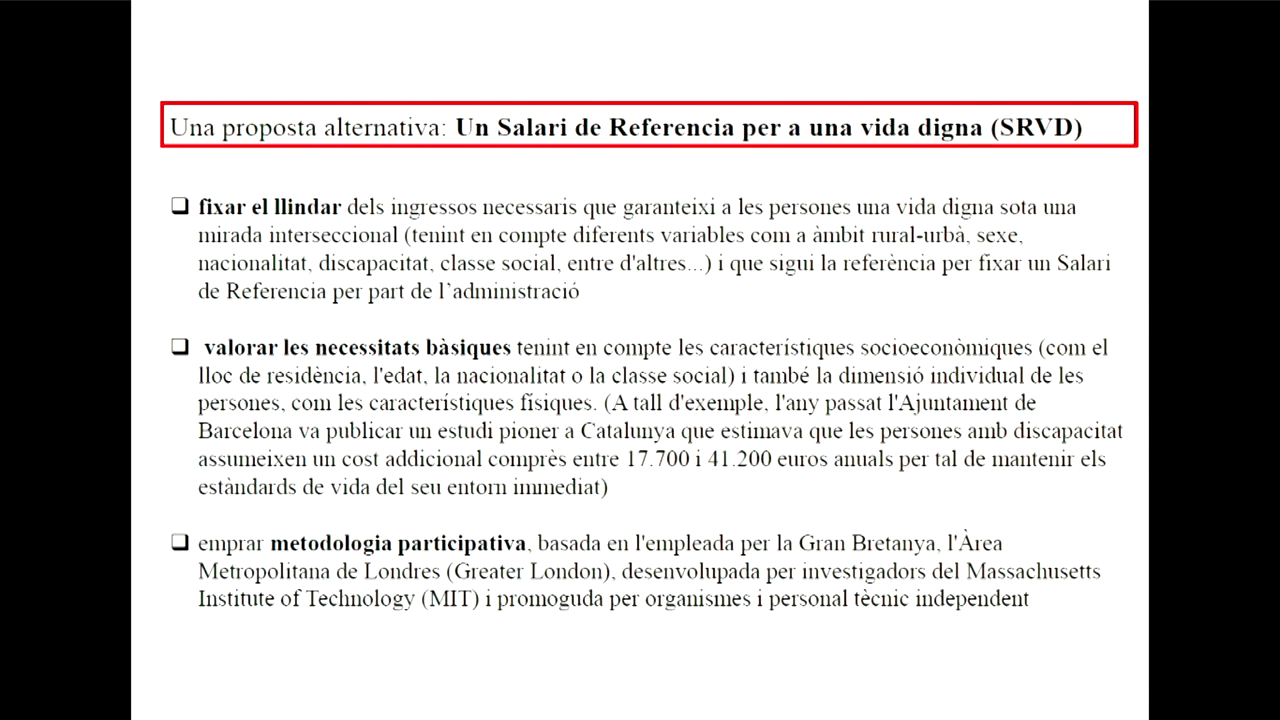 Una proposta alternativa: Un Salari de Referencia per a una vida digna (SRVD)
❑ fixar el llindar dels ingressos necessaris que garanteixi a les persones una vida digna sota una
mirada interseccional (tenint en compte diferents variables com a àmbit rural-urbà, sexe,
nacionalitat, discapacitat, classe social, entre d'altres...) i que sigui la referència per fixar un Salari
de Referencia per part de l’administració
❑ valorar les necessitats bàsiques tenint en compte les característiques socioeconòmiques (com el
lloc de residència, l'edat, la nacionalitat o la classe social) i també la dimensió individual de les
persones, com les característiques físiques. (A tall d'exemple, l'any passat l'Ajuntament de
Barcelona va publicar un estudi pioner a Catalunya que estimava que les persones amb discapacitat
assumeixen un cost addicional comprès entre 17.700 i 41.200 euros anuals per tal de mantenir els
estàndards de vida del seu entorn immediat)
❑ emprar metodologia participativa, basada en l'empleada per la Gran Bretanya, l'Àrea
Metropolitana de Londres (Greater London), desenvolupada per investigadors del Massachusetts
Institute of Technology (MIT) i promoguda per organismes i personal tècnic independent